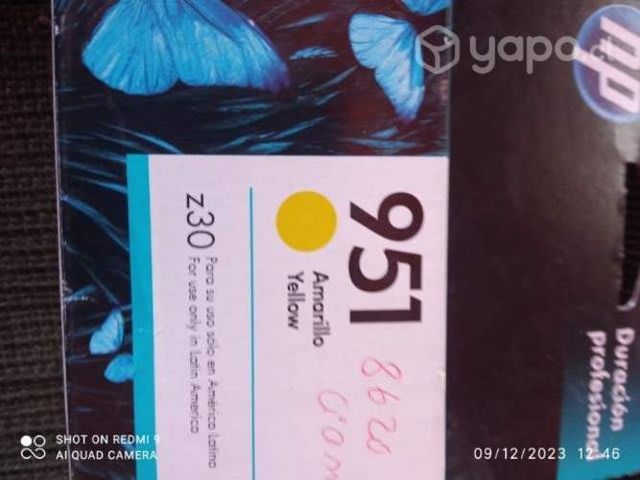 yapo.cl
hp
Duración
profesional
951
8620
Amarillo
Yellow
z30
Para su uso solo en América Latina
For use only in Latin America
SHOT ON REDMI 9
AI QUAD CAMERA
09/12/2023 12:46